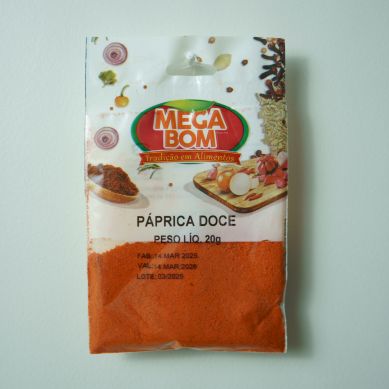 MEGA
BOM
Tradição em Alimentos
PÁPRICA DOCE
PESO LÍQ. 20g
FAB:14 MAR 2025
VAL:14 MAR 2026
LOTE: 03/2025